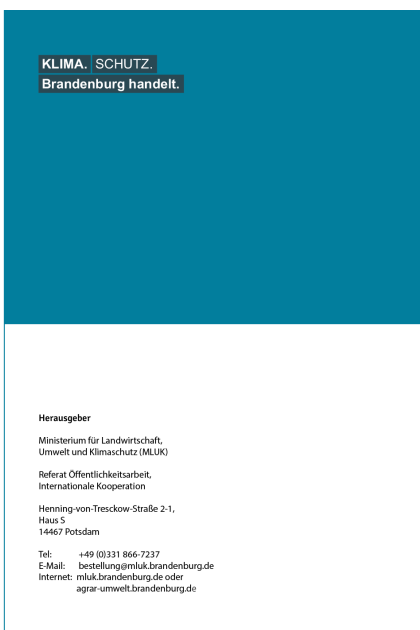 KLIMA. SCHUTZ.
Brandenburg handelt.
Herausgeber
Ministerium für Landwirtschaft,
Umwelt und Klimaschutz (MLUK)
Referat Öffentlichkeitsarbeit,
Internationale Kooperation
Henning-von-Tresckow-Straße 2-1,
Haus S
14467 Potsdam
Tel: +49 (0)331 866-7237
E-Mail: bestellung@mluk.brandenburg.de
Internet: mluk.brandenburg.de oder
agrar-umwelt.brandenburg.de